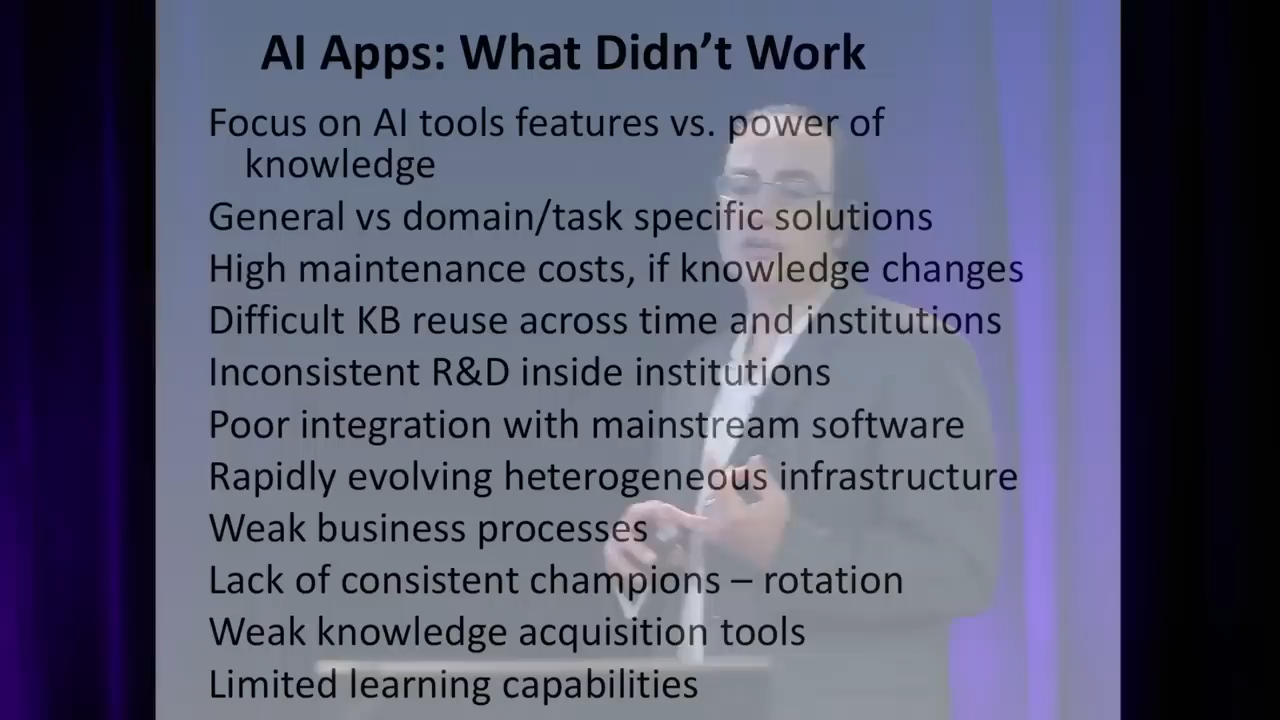 AI Apps: What Didn’t Work
Focus on AI tools features vs. power of
knowledge
General vs domain/task specific solutions
High maintenance costs, if knowledge changes
Difficult KB reuse across time and institutions
Inconsistent R&D inside institutions
Poor integration with mainstream software
Rapidly evolving heterogeneous infrastructure
Weak business processes
Lack of consistent champions – rotation
Weak knowledge acquisition tools
Limited learning capabilities